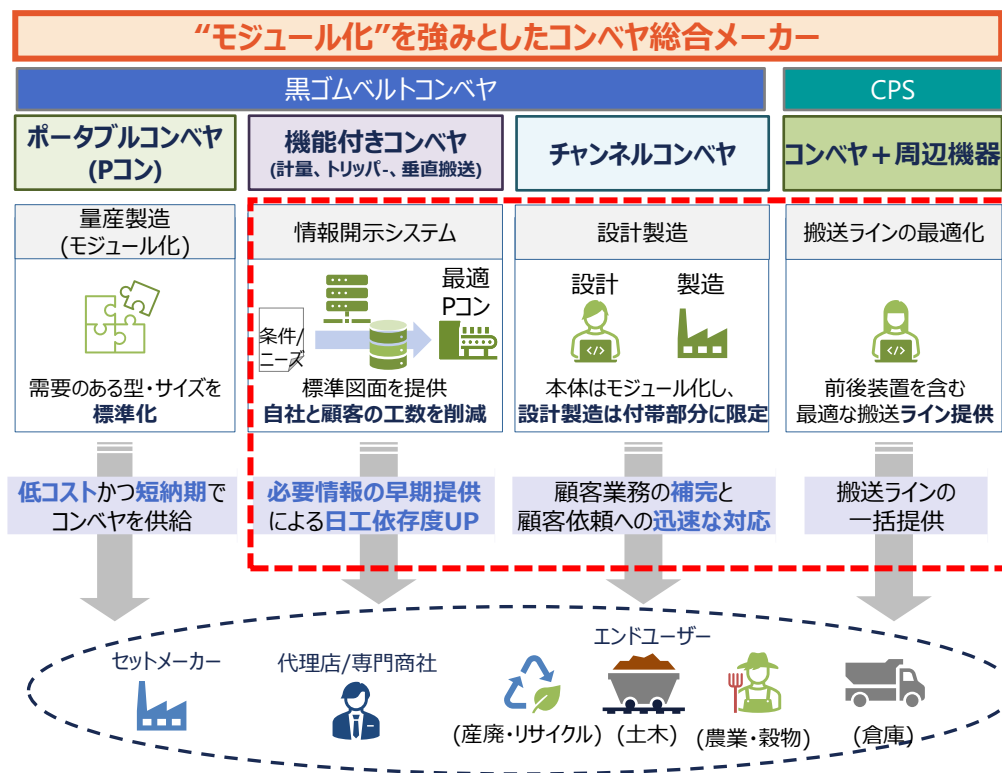 “モジュール化”を強みとしたコンベヤ総合メーカー
黒ゴムベルトコンベヤ
CPS
ポータブルコンベヤ
(Pコン)
機能付きコンベヤ
(計量、トリッパ-、垂直搬送)
チャンネルコンベヤ
コンベヤ＋周辺機器
量産製造
(モジュール化)
需要のある型・サイズを
標準化
低コストかつ短納期で
コンベヤを供給
情報開示システム
条件/
ニーズ
最適
Pコン
標準図面を提供
自社と顧客の工数を削減
必要情報の早期提供
による日工依存度UP
設計製造
設計
製造
本体はモジュール化し、
設計製造は付帯部分に限定
顧客業務の補完と
顧客依頼への迅速な対応
搬送ラインの最適化
前後装置を含む
最適な搬送ライン提供
搬送ラインの
一括提供
セットメーカー
代理店/専門商社
エンドユーザー
(産廃・リサイクル)
(土木)
(農業・穀物)
(倉庫)